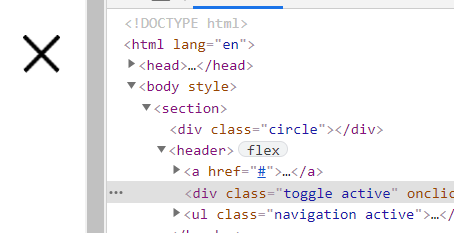 <!DOCTYPE html>
<html lang="en">
<head>…</head>
<body style>
<section>
<div class="circle"></div>
<header> flex
<a href="#">…</a>
··· <div class="toggle active" onclic
<ul class="navigation active">…</